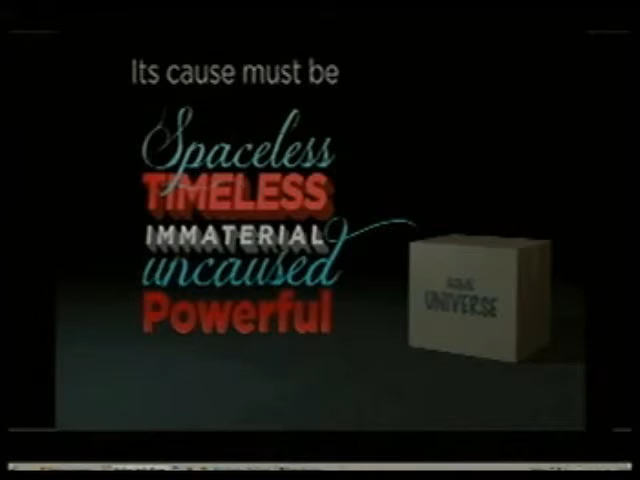 Its cause must be
Spaceless
TIMELESS
IMMATERIAL
uncaused
Powerful
UNIVERSE